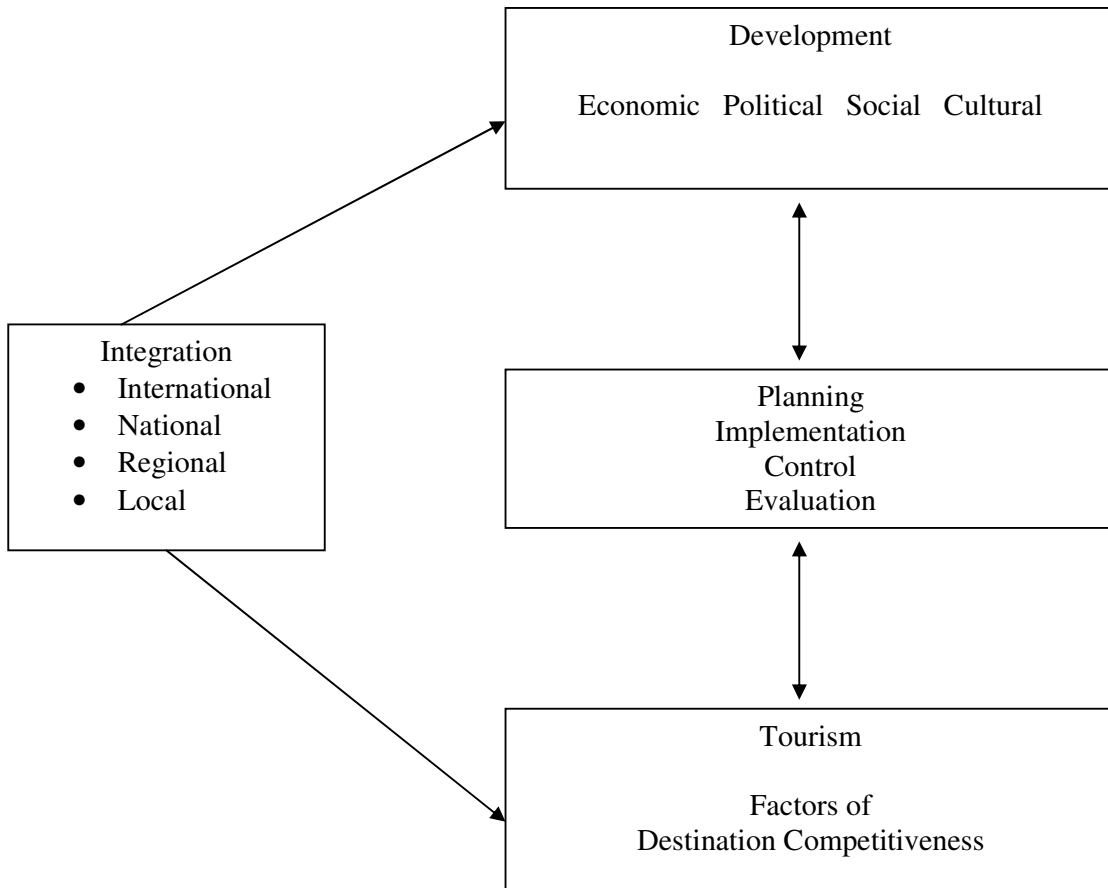 Development
Economic Political Social Cultural
Integration
• International
• National
• Regional
• Local
Planning
Implementation
Control
Evaluation
Tourism
Factors of
Destination Competitiveness